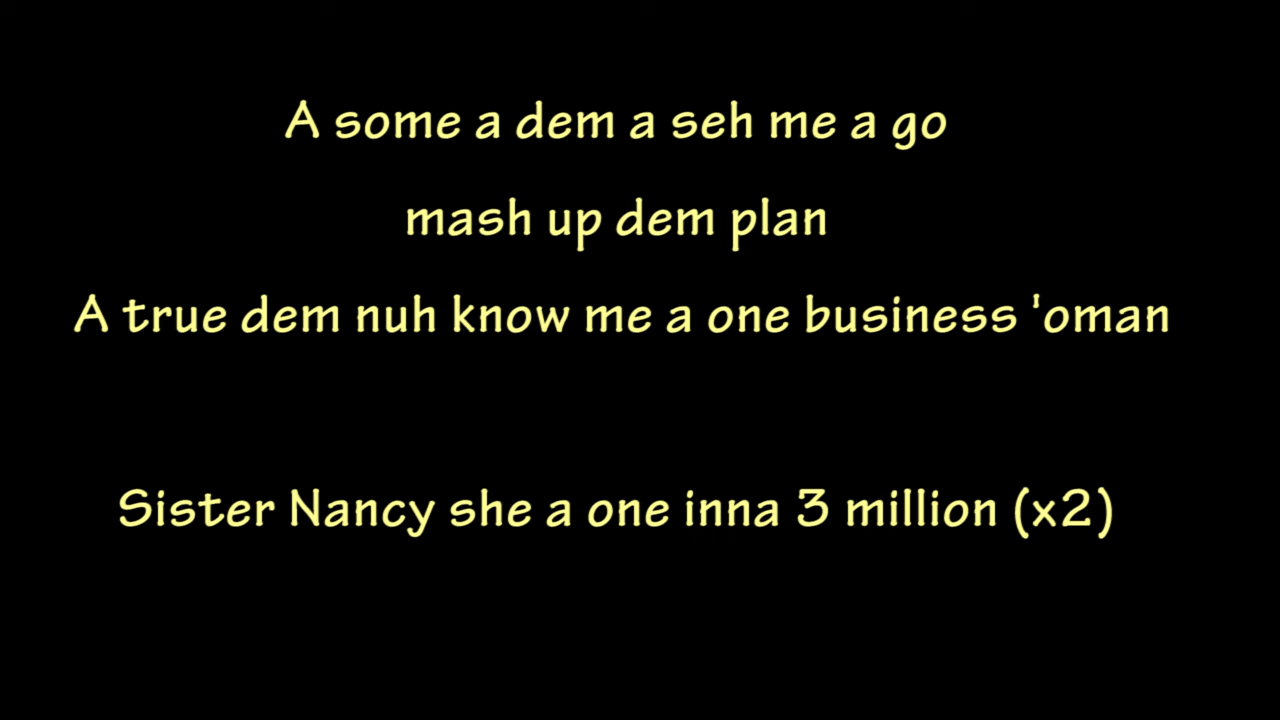 A some a dem a seh me a go
mash up dem plan
A true dem nuh know me a one business 'oman
Sister Nancy she a one inna 3 million (x2)